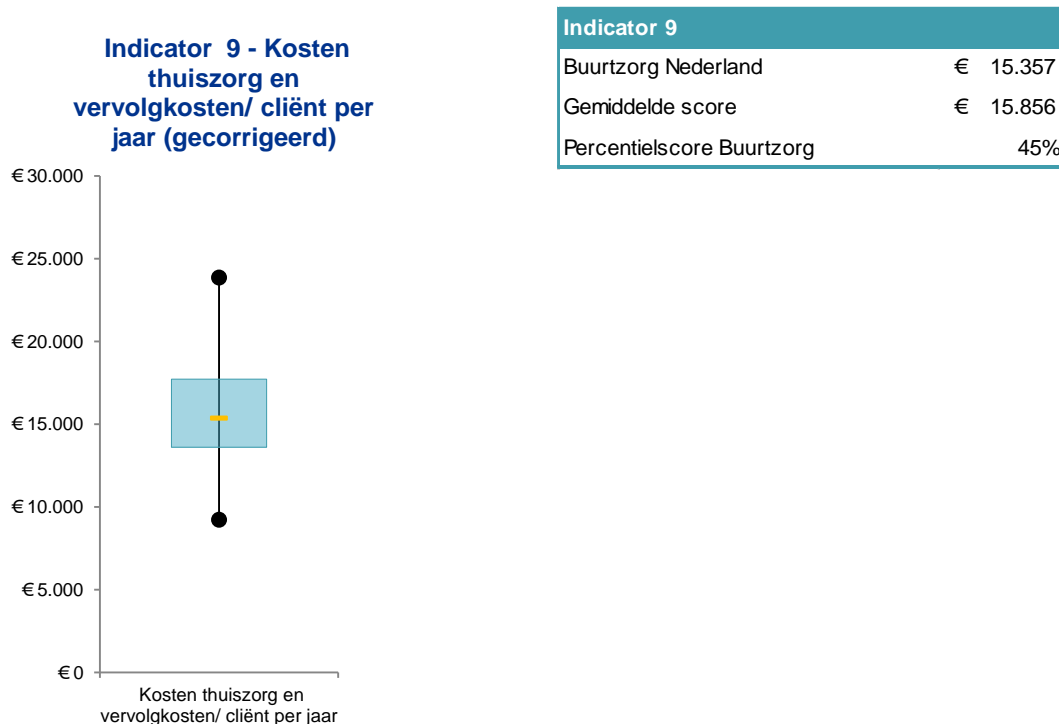 Indicator 9 - Kosten
thuiszorg en
vervolgkosten/ cliënt per
jaar (gecorrigeerd)
€ 30.000
€ 25.000
€ 20.000
€ 15.000
€ 10.000
€ 5.000
€ 0
Kosten thuiszorg en
vervolgkosten/ cliënt per jaar
Indicator 9
Buurtzorg Nederland € 15.357
Gemiddelde score € 15.856
Percentielscore Buurtzorg 45%